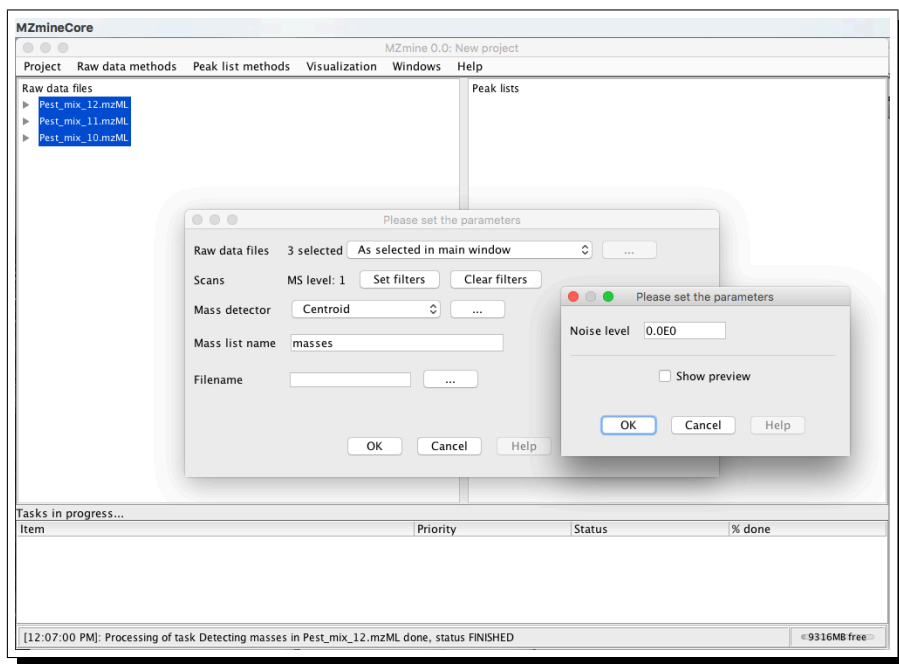 MZmineCore
MZmine 0.0: New project
Project Raw data methods Peak list methods Visualization Windows Help
Raw data files
Pest_mix_12.mzML
Pest_mix_11.mzML
Pest_mix_10.mzML
Peak lists
Please set the parameters
Raw data files 3 selected As selected in main window ...
Scans MS level: 1 Set filters Clear filters
Mass detector Centroid ...
Mass list name masses
Filename ...
OK Cancel Help
Please set the parameters
Noise level 0.0E0
Show preview
OK Cancel Help
Tasks in progress...
Item Priority Status % done
[12:07:00 PM]: Processing of task Detecting masses in Pest_mix_12.mzML done, status FINISHED
9316MB free